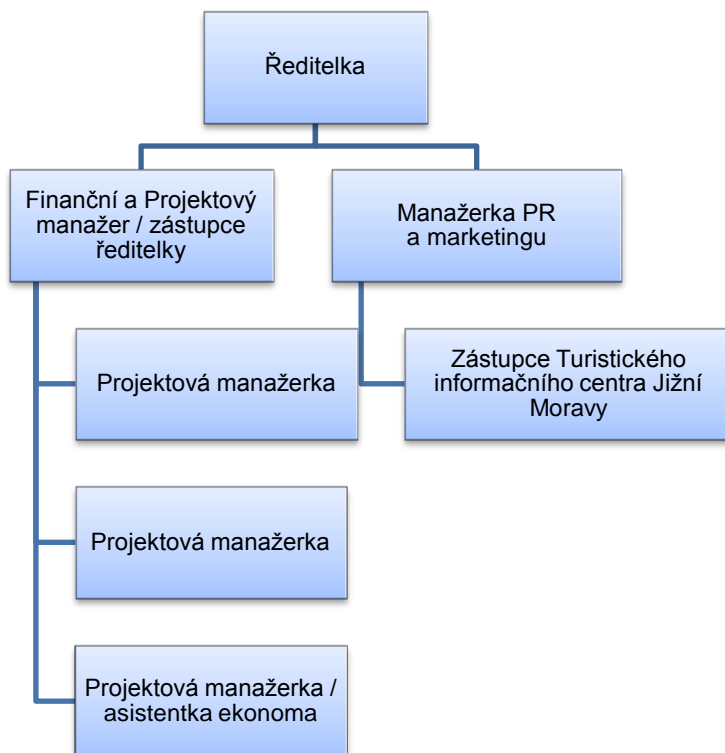 Ředitelka
Finanční a Projektový
manažer / zástupce
ředitelky
Manažerka PR
a marketingu
Projektová manažerka
Zástupce Turistického
informačního centra Jižní
Moravy
Projektová manažerka
Projektová manažerka /
asistentka ekonoma